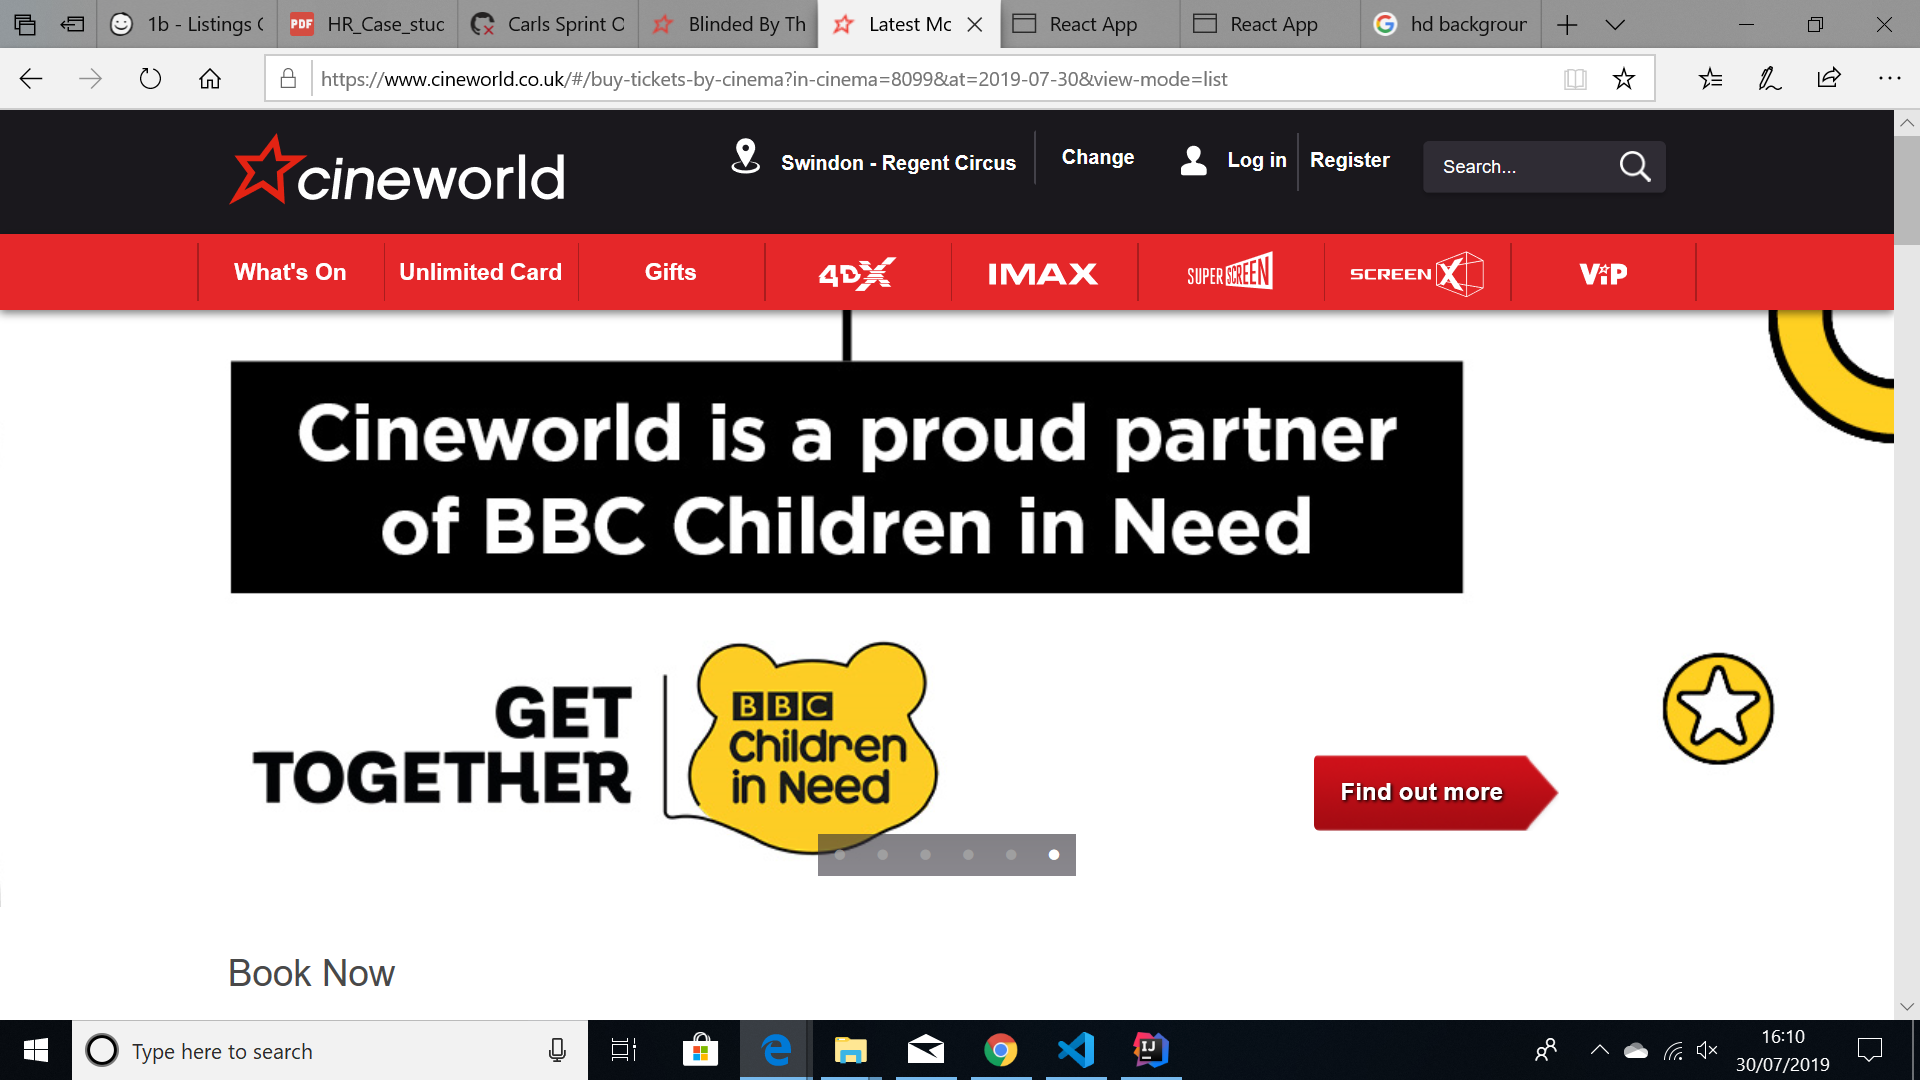 1b - Listings
PDF HR_Case_stuc
Carls Sprint
Blinded By Th
Latest Mc
React App
React App
G hd backgrour
https://www.cineworld.co.uk/#/buy-tickets-by-cinema?in-cinema=8099&at=2019-07-30&view-mode=list
cineworld
Swindon - Regent Circus
Change
Log in
Register
Search...
What's On
Unlimited Card
Gifts
4DX
IMAX
SUPERSCREEN
SCREENX
ViP
Cineworld is a proud partner
of BBC Children in Need
GET
TOGETHER
BBC
Children
in Need
Find out more
Book Now
Type here to search
IJ
16:10
30/07/2019